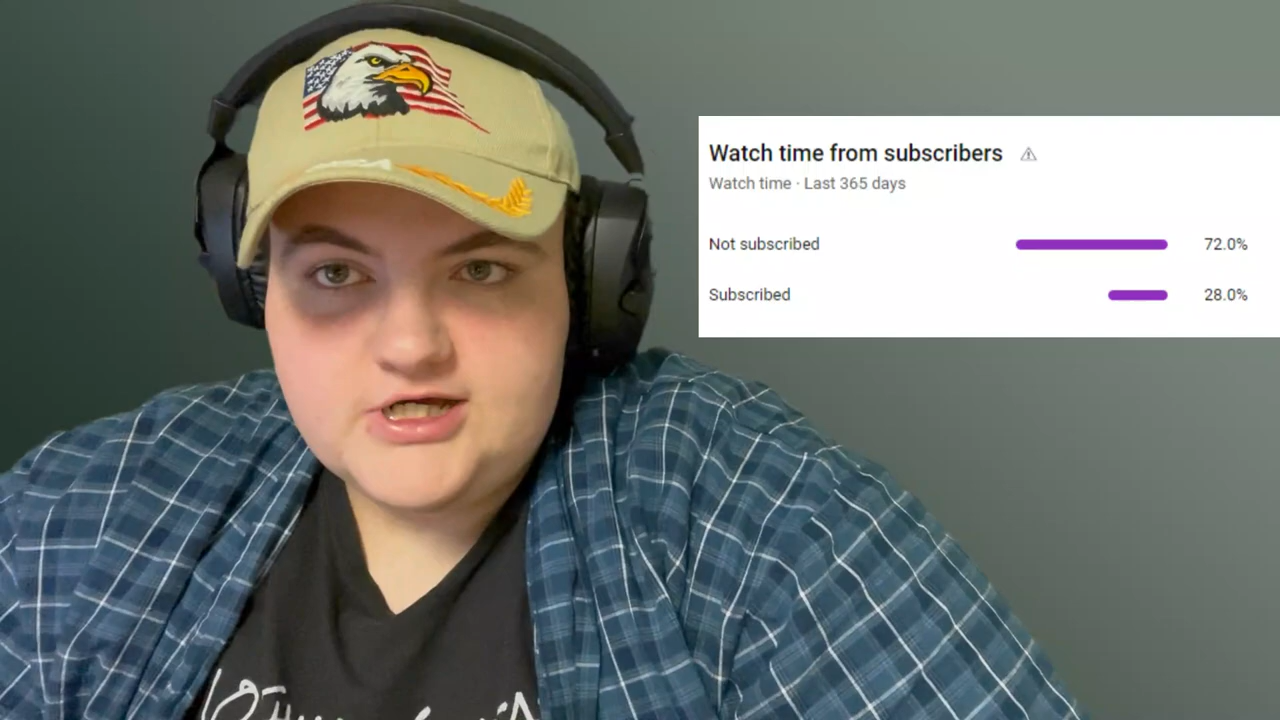 Watch time from subscribers
Watch time · Last 365 days
Not subscribed 72.0%
Subscribed 28.0%